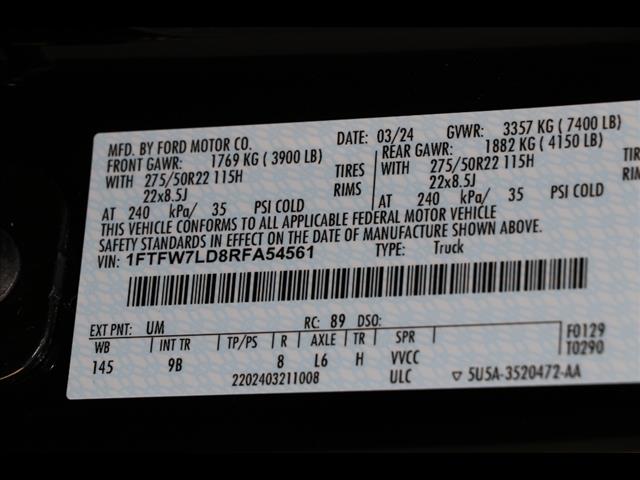 MFD. BY FORD MOTOR CO. DATE: 03/24 GVWR: 3357 KG ( 7400 LB)
FRONT GAWR: 1769 KG ( 3900 LB) REAR GAWR: 1882 KG ( 4150 LB)
WITH 275/50R22 115H TIRES WITH 275/50R22 115H TIRES
22x8.5J RIMS 22x8.5J RIMS
AT 240 kPa/ 35 PSI COLD AT 240 kPa/ 35 PSI COLD
THIS VEHICLE CONFORMS TO ALL APPLICABLE FEDERAL MOTOR VEHICLE
SAFETY STANDARDS IN EFFECT ON THE DATE OF MANUFACTURE SHOWN ABOVE.
VIN: 1FTFW7LD8RFA54561 TYPE: Truck
EXT PNT: UM RC: 89 DSO: F0129
WB INT TR TP/PS R AXLE TR SPR T0290
145 9B 8 L6 H VVCC
2202403211008 ULC ▽ 5U5A-3520472-AA